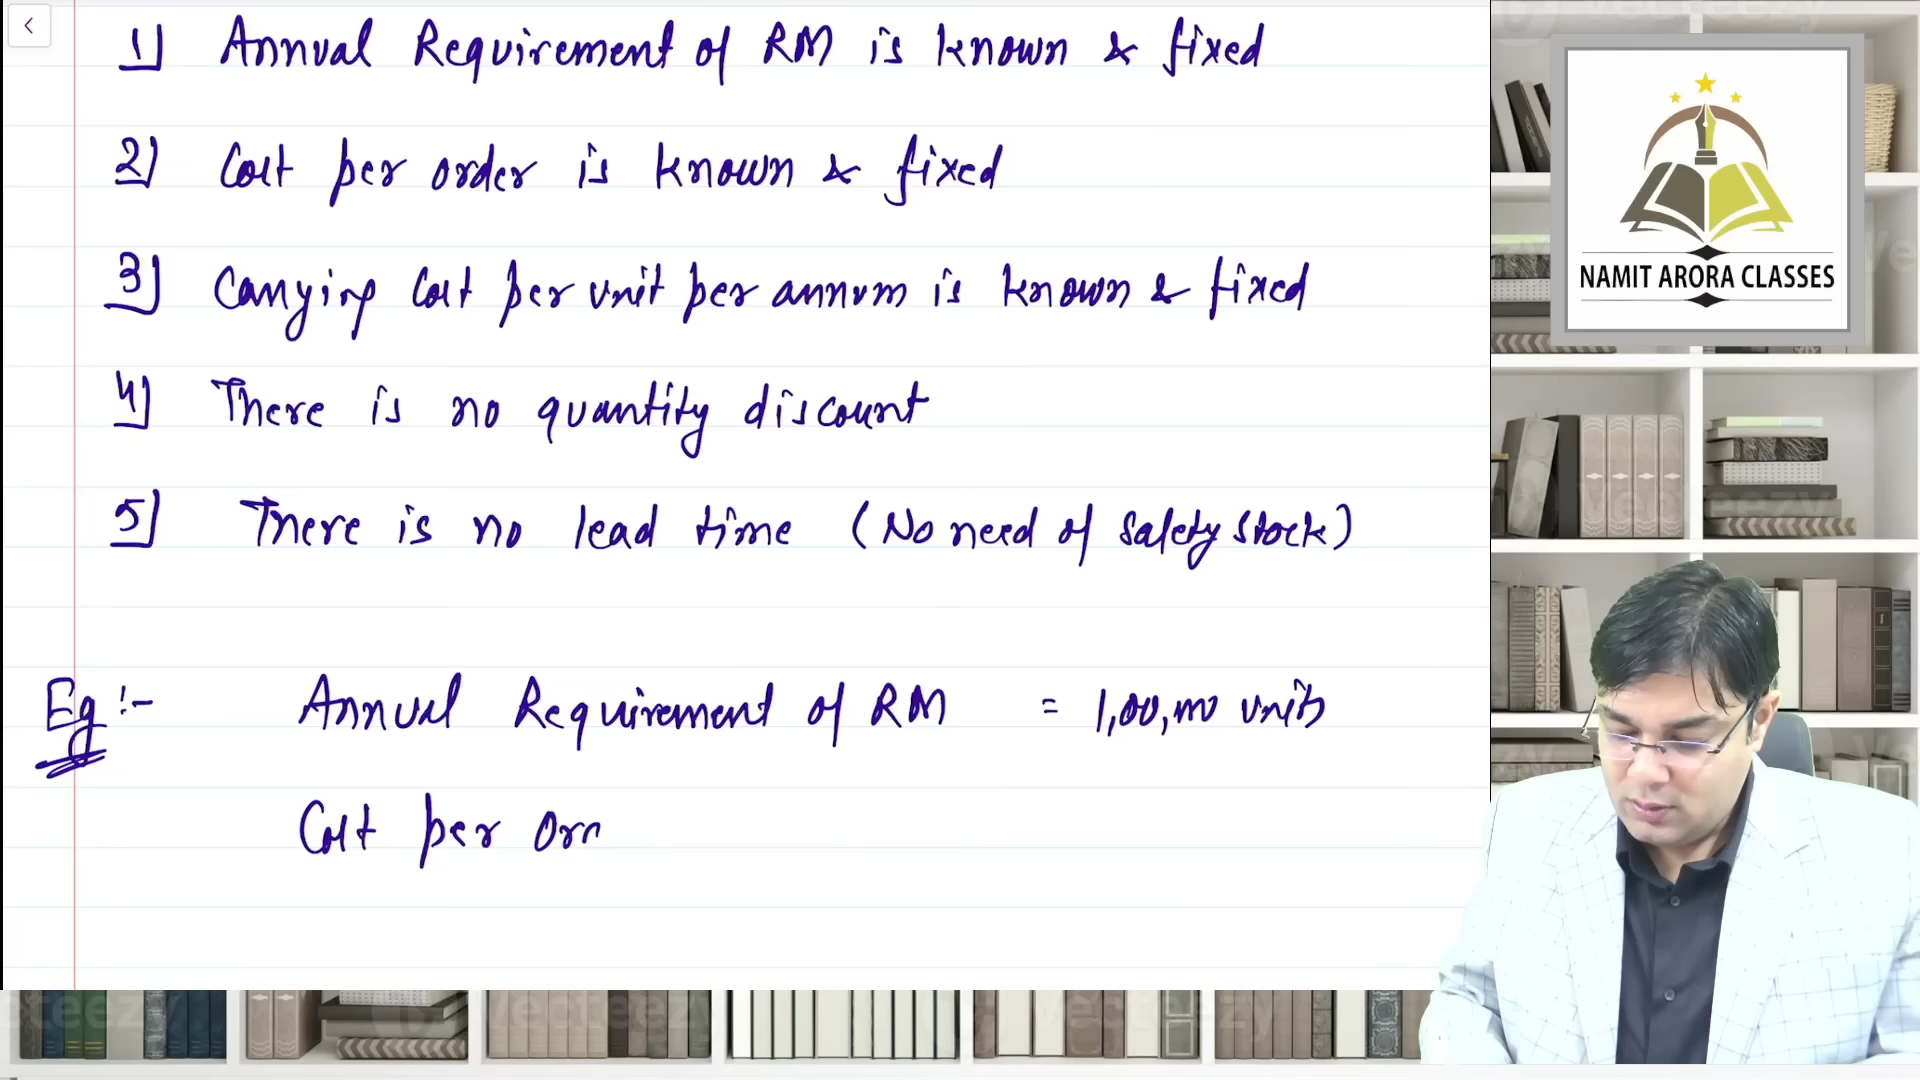 1) Annual Requirement of RM is known & fixed
2) Cost per order is known & fixed
3) Carrying Cost per unit per annum is known & fixed
4) There is no quantity discount
5) There is no lead time (No need of Safety Stock)
Eg:- Annual Requirement of RM = 1,00,000 units
Cost per Orr
NAMIT ARORA CLASSES